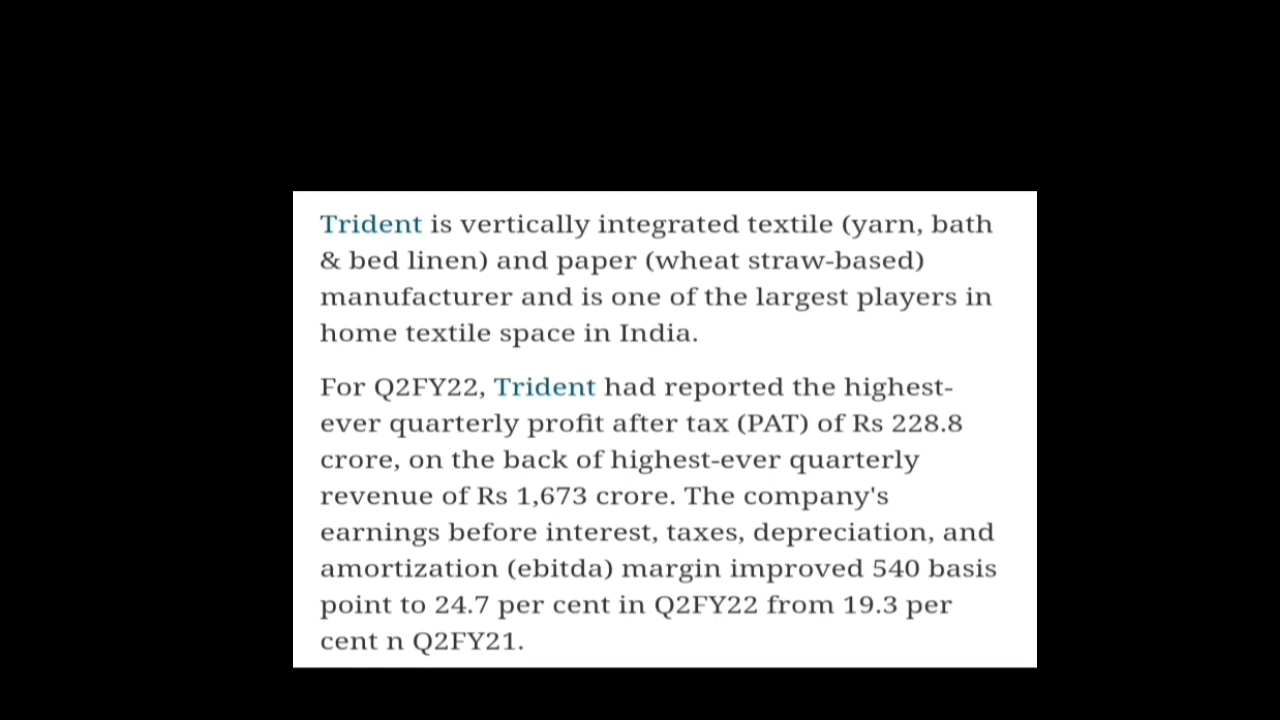 Trident is vertically integrated textile (yarn, bath
& bed linen) and paper (wheat straw-based)
manufacturer and is one of the largest players in
home textile space in India.
For Q2FY22, Trident had reported the highest-
ever quarterly profit after tax (PAT) of Rs 228.8
crore, on the back of highest-ever quarterly
revenue of Rs 1,673 crore. The company's
earnings before interest, taxes, depreciation, and
amortization (ebitda) margin improved 540 basis
point to 24.7 per cent in Q2FY22 from 19.3 per
cent n Q2FY21.